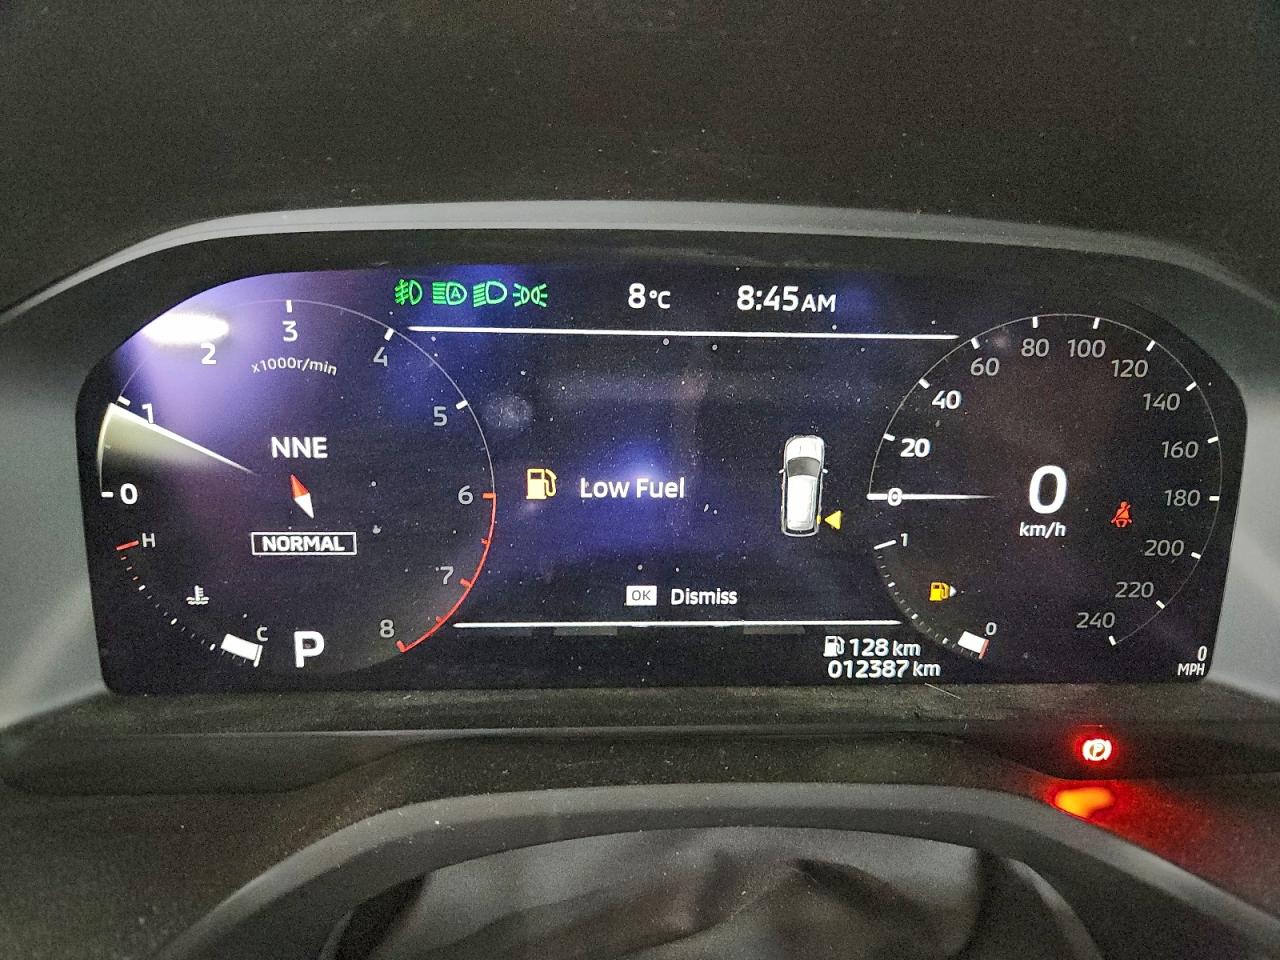 8°C 8:45AM
0 1 2 3 4 5 6 7 8
x1000r/min
NNE
NORMAL
H
C
P
Low Fuel
OK Dismiss
128 km
012387 km
0 20 40 60 80 100 120 140 160 180 200 220 240
0
km/h
1
0
0
MPH
A
P